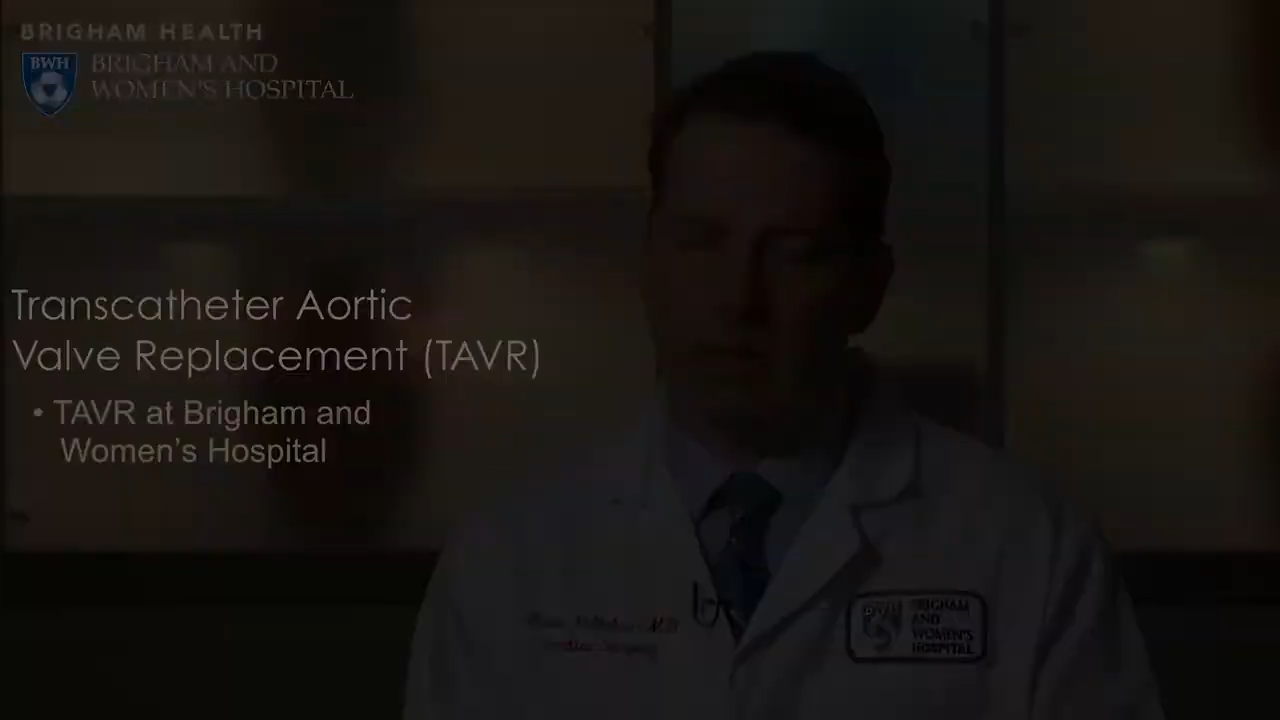 BRIGHAM HEALTH
BWH
BRIGHAM AND
WOMEN'S HOSPITAL
Transcatheter Aortic
Valve Replacement (TAVR)
• TAVR at Brigham and
Women’s Hospital
M.D.
BWH
BRIGHAM
AND
WOMEN'S
HOSPITAL